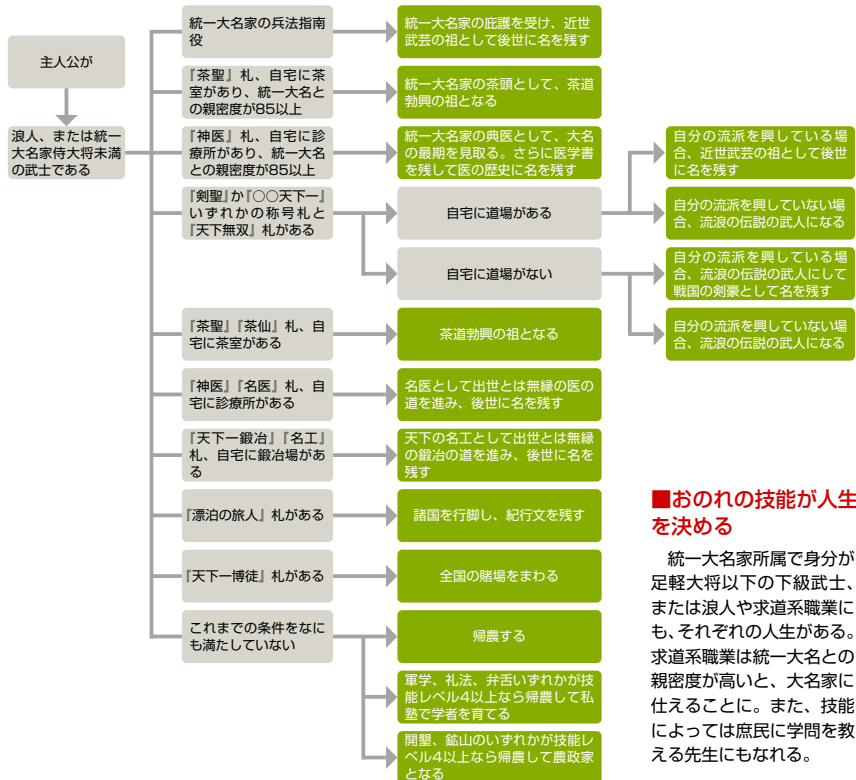 主人公が
浪人、または統一
大名家侍大将未満
の武士である
統一大名家の兵法指南
役
統一大名家の庇護を受け、近世
武芸の祖として後世に名を残す
『茶聖』札、自宅に茶
室があり、統一大名と
の親密度が85以上
統一大名家の茶頭として、茶道
勃興の祖となる
『神医』札、自宅に診
療所があり、統一大名
との親密度が85以上
統一大名家の典医として、大名
の最期を見取る。さらに医学書
を残して医の歴史に名を残す
『剣聖』か『○○天下一』
いずれかの称号札と
『天下無双』札がある
自宅に道場がある
自分の流派を興している場
合、近世武芸の祖として後世
に名を残す
自分の流派を興していない場
合、流浪の伝説の武人になる
自宅に道場がない
自分の流派を興している場
合、流浪の伝説の武人にして
戦国の剣豪として名を残す
自分の流派を興していない場
合、流浪の伝説の武人になる
『茶聖』『茶仙』札、自
宅に茶室がある
茶道勃興の祖となる
『神医』『名医』札、自
宅に診療所がある
名医として出世とは無縁の医の
道を進み、後世に名を残す
『天下一鍛冶』『名工』
札、自宅に鍛冶場があ
る
天下の名工として出世とは無縁
の鍛冶の道を進み、後世に名を
残す
『漂泊の旅人』札がある
諸国を行脚し、紀行文を残す
『天下一博徒』札がある
全国の賭場をまわる
これまでの条件をなに
も満たしていない
帰農する
軍学、礼法、弁舌いずれかが技
能レベル4以上なら帰農して私
塾で学者を育てる
開墾、鉱山のいずれかが技能レ
ベル4以上なら帰農して農政家
となる
■おのれの技能が人生
を決める
統一大名家所属で身分が
足軽大将以下の下級武士、
または浪人や求道系職業に
も、それぞれの人生がある。
求道系職業は統一大名との
親密度が高いと、大名家に
仕えることに。また、技能
によっては庶民に学問を教
える先生にもなれる。